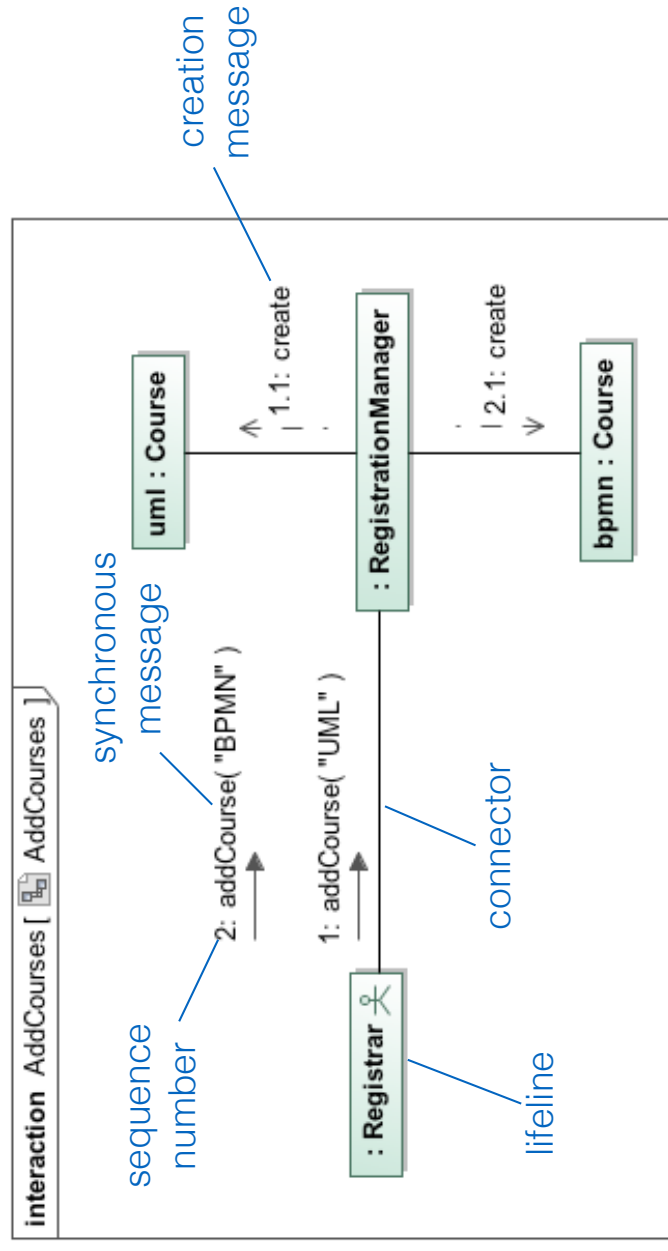 interaction AddCourses [ AddCourses ]
synchronous
message
sequence
number
2: addCourse( "BPMN" )
uml : Course
creation
message
1.1: create
1: addCourse( "UML" )
: Registrar
: RegistrationManager
lifeline
connector
2.1: create
bpmn : Course